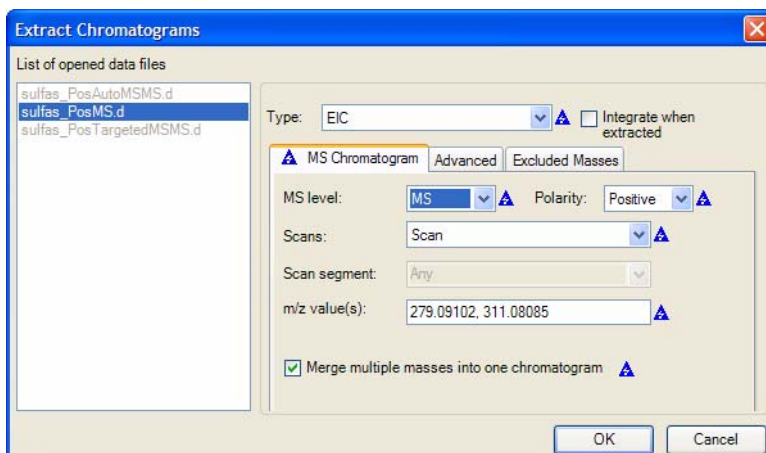 Extract Chromatograms
List of opened data files
sulfas_PosAutoMSMS.d
sulfas_PosMS.d
sulfas_PosTargetedMSMS.d
Type: EIC Integrate when
extracted
MS Chromatogram Advanced Excluded Masses
MS level: MS Polarity: Positive
Scans: Scan
Scan segment: Any
m/z value(s): 279.09102, 311.08085
Merge multiple masses into one chromatogram
OK Cancel